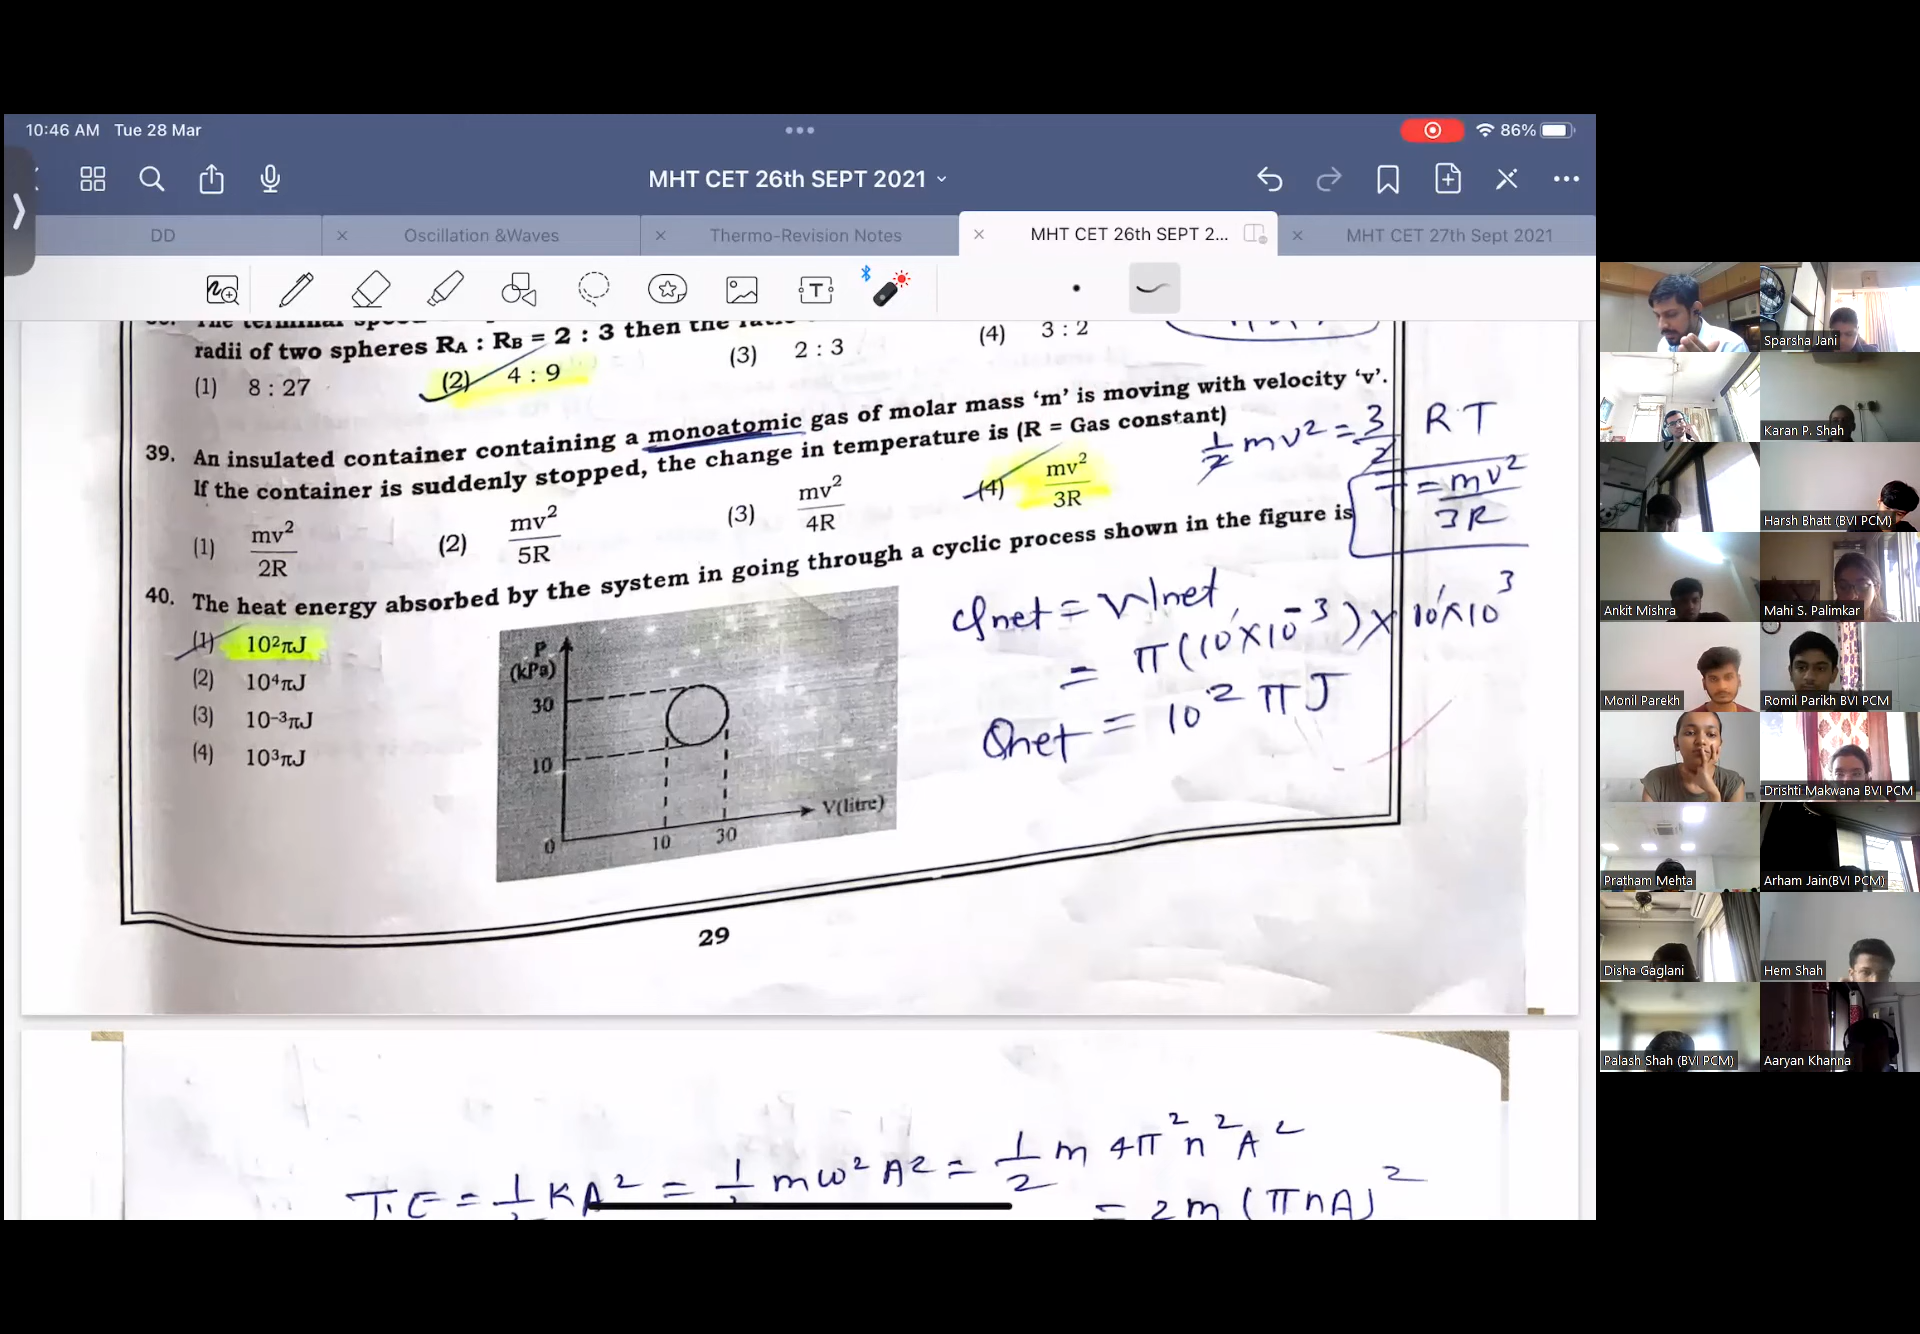 10:46 AM Tue 28 Mar
86%
MHT CET 26th SEPT 2021
DD
Oscillation &Waves
Thermo-Revision Notes
MHT CET 26th SEPT 2...
MHT CET 27th Sept 2021
radii of two spheres RA : RB = 2 : 3 then the
(1) 8 : 27 (2) 4 : 9 (3) 2 : 3 (4) 3 : 2
39. An insulated container containing a monoatomic gas of molar mass ‘m’ is moving with velocity ‘v’.
If the container is suddenly stopped, the change in temperature is (R = Gas constant)
(1) mv²/2R (2) mv²/5R (3) mv²/4R (4) mv²/3R
1/2 mv² = 3/2 RT
T = mv²/3R
40. The heat energy absorbed by the system in going through a cyclic process shown in the figure is
(1) 10²πJ
(2) 10⁴πJ
(3) 10⁻³πJ
(4) 10³πJ
P
(kPa)
30
10
0
10 30
V(litre)
Qnet = Wnet
= π(10¹×10⁻³)×10¹×10³
Qnet = 10² π J
29
T.E = 1/2 KA² = 1/2 mω² A² = 1/2 m 4π²n²A²
= 2m (πnA)²
Sparsha Jani
Karan P. Shah
Harsh Bhatt (BVI PCM)
Ankit Mishra
Mahi S. Palimkar
Monil Parekh
Romil Parikh BVI PCM
Drishti Makwana BVI PCM
Pratham Mehta
Arham Jain(BVI PCM)
Disha Gaglani
Hem Shah
Palash Shah (BVI PCM)
Aaryan Khanna